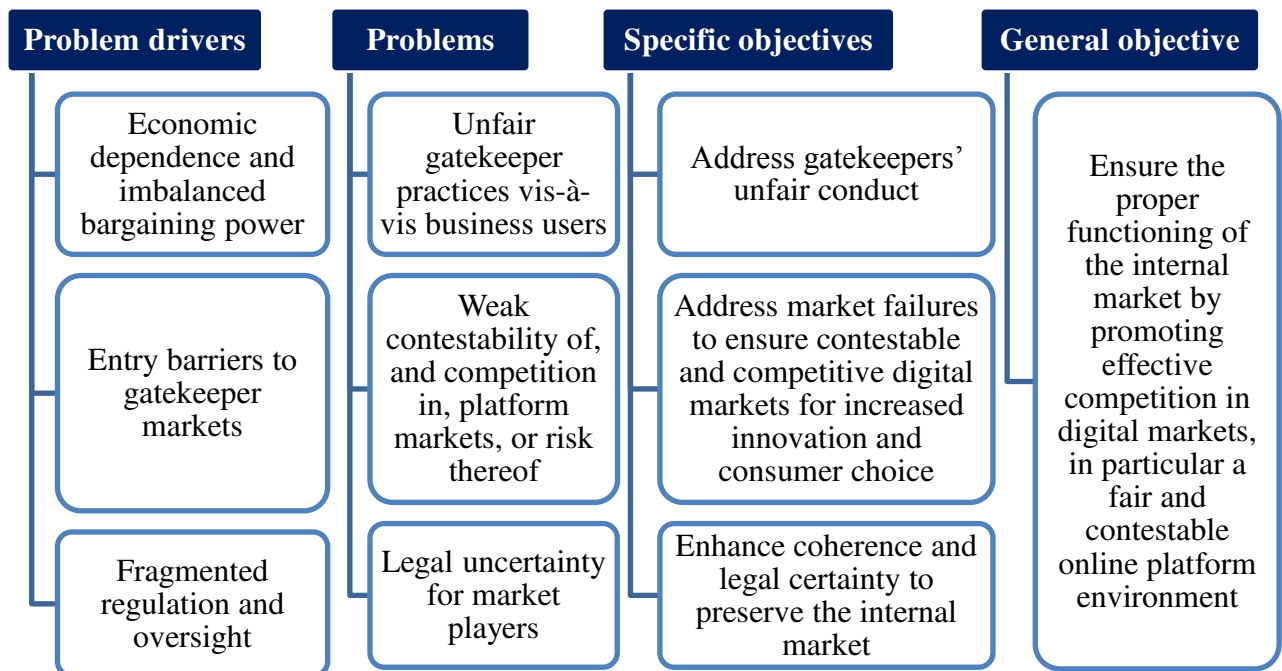 Problem drivers
Economic
dependence and
imbalanced
bargaining power
Entry barriers to
gatekeeper
markets
Fragmented
regulation and
oversight
Problems
Unfair
gatekeeper
practices vis-à-
vis business users
Weak
contestability of,
and competition
in, platform
markets, or risk
thereof
Legal uncertainty
for market
players
Specific objectives
Address gatekeepers’
unfair conduct
Address market failures
to ensure contestable
and competitive digital
markets for increased
innovation and
consumer choice
Enhance coherence and
legal certainty to
preserve the internal
market
General objective
Ensure the
proper
functioning of
the internal
market by
promoting
effective
competition in
digital markets,
in particular a
fair and
contestable
online platform
environment